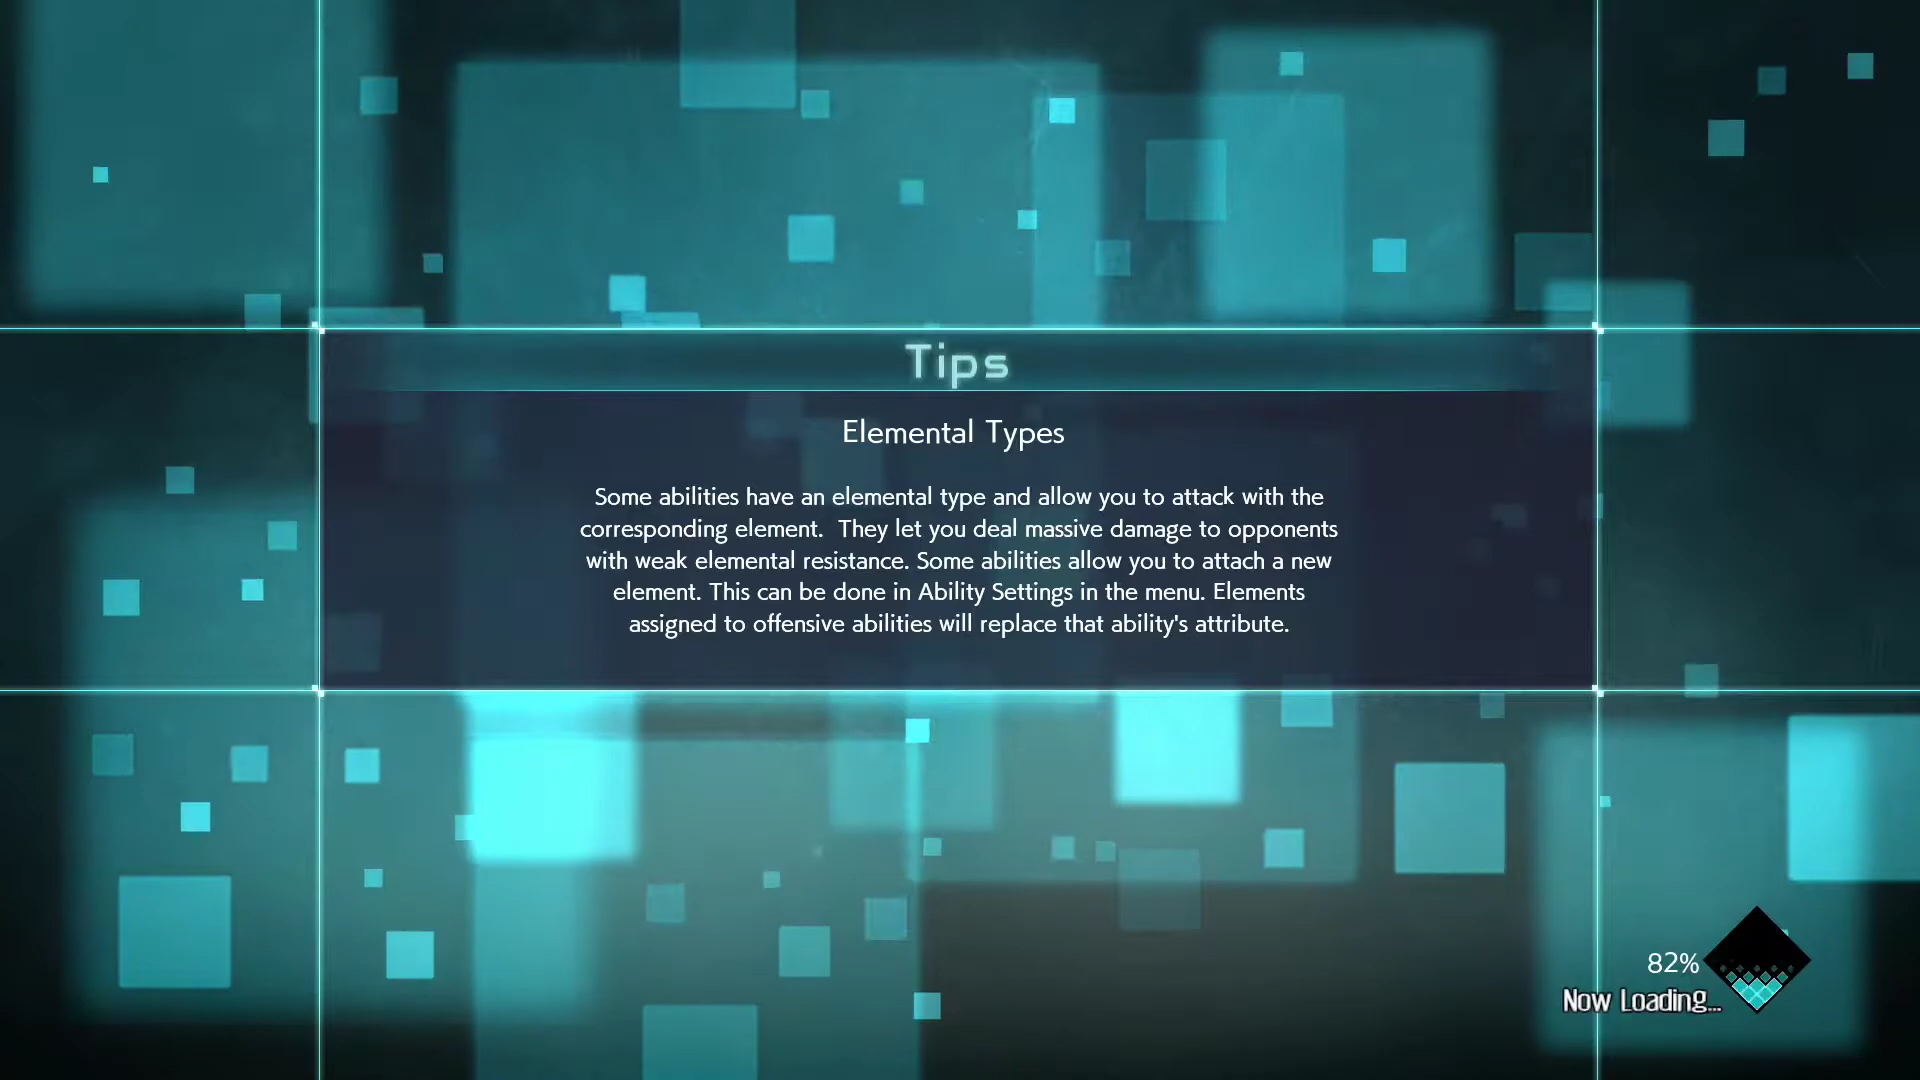 Tips
Elemental Types
Some abilities have an elemental type and allow you to attack with the
corresponding element.  They let you deal massive damage to opponents
with weak elemental resistance. Some abilities allow you to attach a new
element. This can be done in Ability Settings in the menu. Elements
assigned to offensive abilities will replace that ability's attribute.
82%
Now Loading...